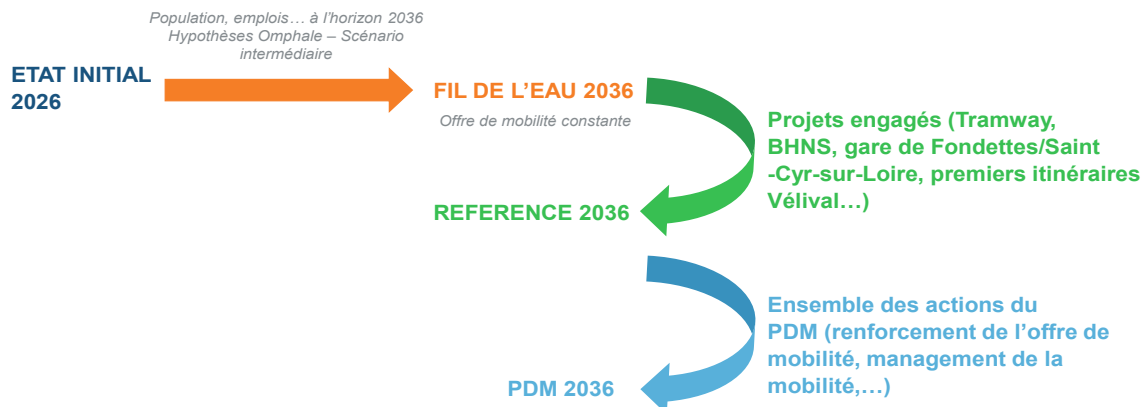 Population, emplois… à l’horizon 2036
Hypothèses Omphale – Scénario
intermédiaire
ETAT INITIAL
2026
FIL DE L’EAU 2036
Offre de mobilité constante
Projets engagés (Tramway,
BHNS, gare de Fondettes/Saint
-Cyr-sur-Loire, premiers itinéraires
Vélival…)
REFERENCE 2036
Ensemble des actions du
PDM (renforcement de l’offre de
mobilité, management de la
mobilité,…)
PDM 2036